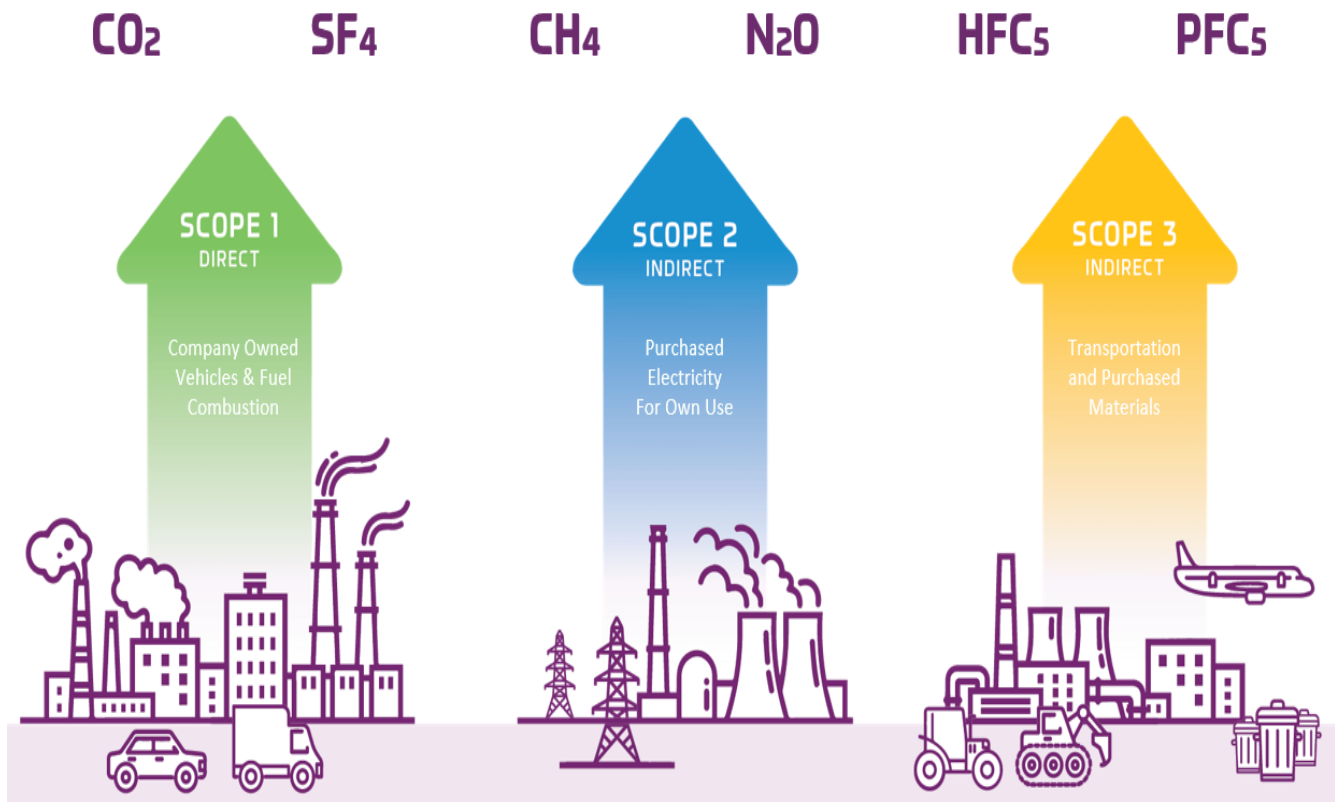 CO₂ SF₄ CH₄ N₂O HFC₅ PFC₅
SCOPE 1
DIRECT
Company Owned
Vehicles & Fuel
Combustion
SCOPE 2
INDIRECT
Purchased
Electricity
For Own Use
SCOPE 3
INDIRECT
Transportation
and Purchased
Materials